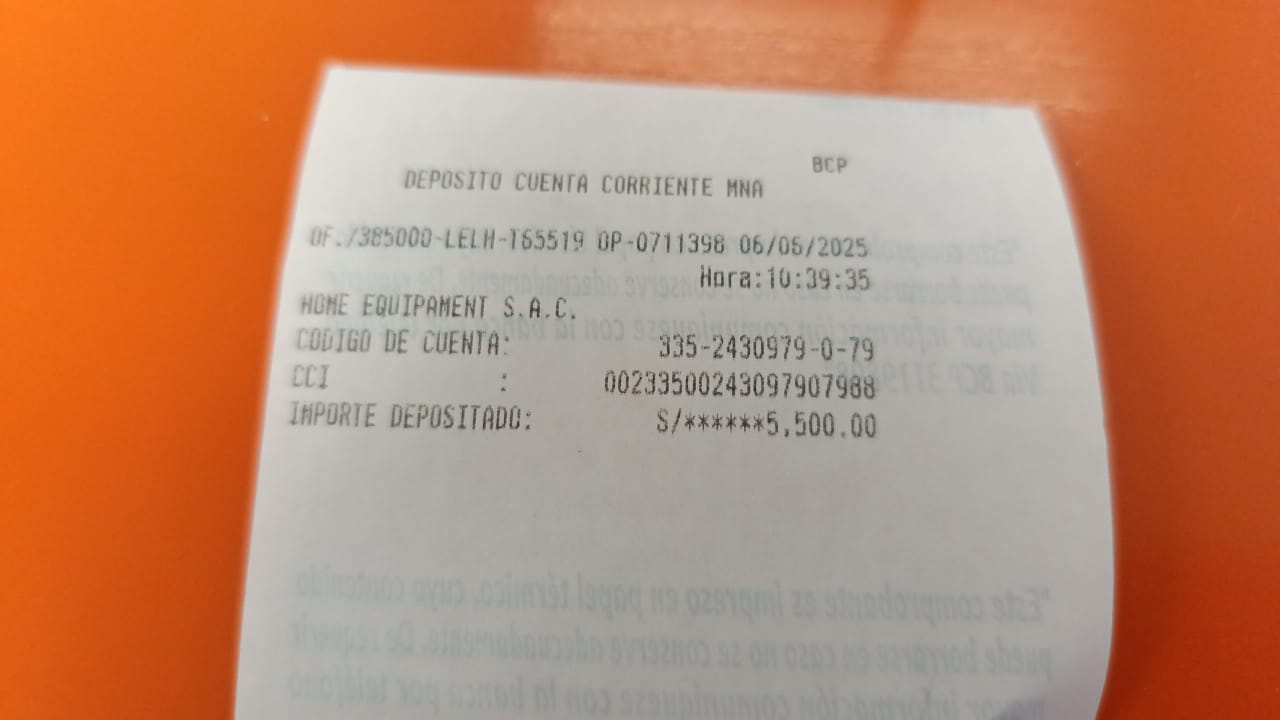 BCP
DEPOSITO CUENTA CORRIENTE MNA
OF./385000-LELH-T65519 OP-0711398 06/06/2025
Hora:10:39:35
HOME EQUIPAMENT S.A.C.
CODIGO DE CUENTA: 335-2430979-0-79
CCI : 00233500243097907988
IMPORTE DEPOSITADO: S/******5,500.00
"Este comprobante es impreso en papel térmico, cuyo contenido
puede borrarse en caso no se conserve adecuadamente. De requerir
mayor información comuníquese con la banca por teléfono